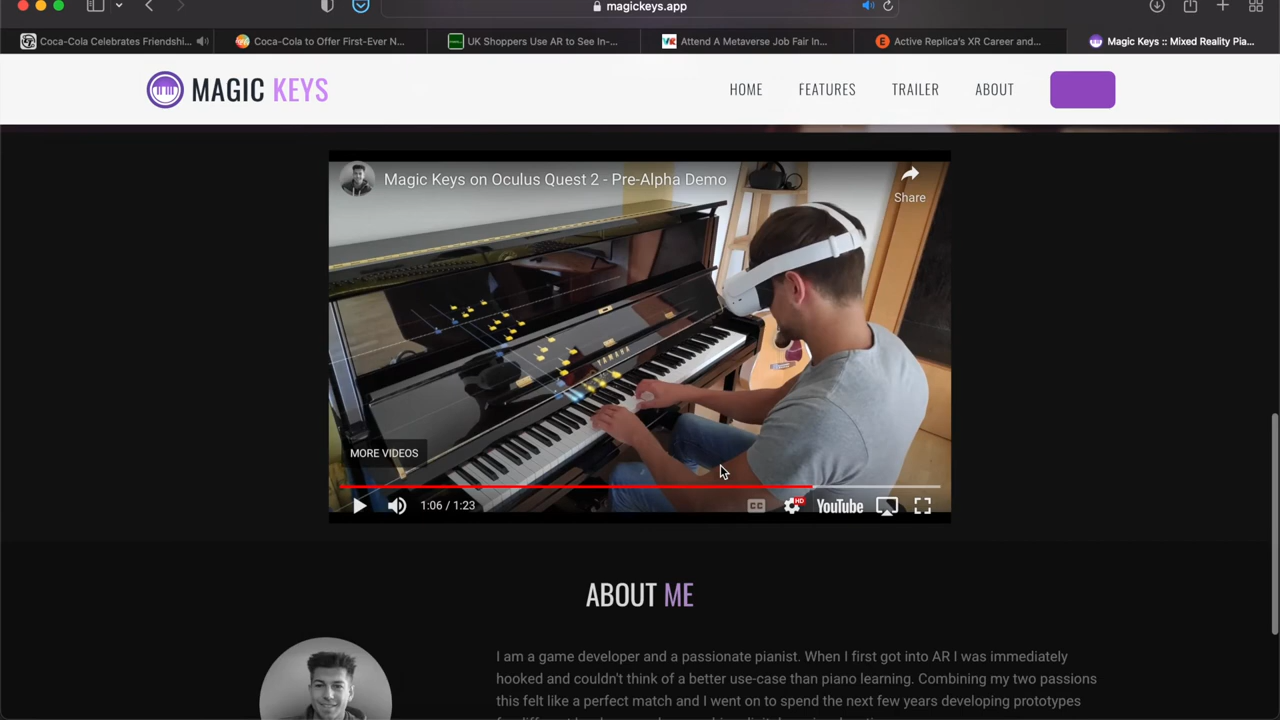 magickeys.app
Coca-Cola Celebrates Friendshi...
Coca-Cola to Offer First-Ever N...
UK Shoppers Use AR to See In-...
Attend A Metaverse Job Fair In...
Active Replica's XR Career and...
Magic Keys :: Mixed Reality Pia...
MAGIC KEYS
HOME
FEATURES
TRAILER
ABOUT
Magic Keys on Oculus Quest 2 - Pre-Alpha Demo
Share
YAMAHA
MORE VIDEOS
1:06 / 1:23
CC
HD
YouTube
ABOUT ME
I am a game developer and a passionate pianist. When I first got into AR I was immediately
hooked and couldn't think of a better use-case than piano learning. Combining my two passions
this felt like a perfect match and I went on to spend the next few years developing prototypes